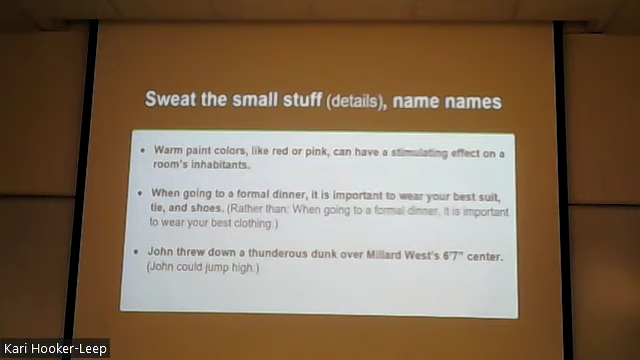 Sweat the small stuff (details), name names
• Warm paint colors, like red or pink, can have a stimulating effect on a
room's inhabitants.
• When going to a formal dinner, it is important to wear your best suit,
tie, and shoes. (Rather than: When going to a formal dinner, it is important
to wear your best clothing.)
• John threw down a thunderous dunk over Millard West's 6'7" center.
(John could jump high.)
Kari Hooker-Leep